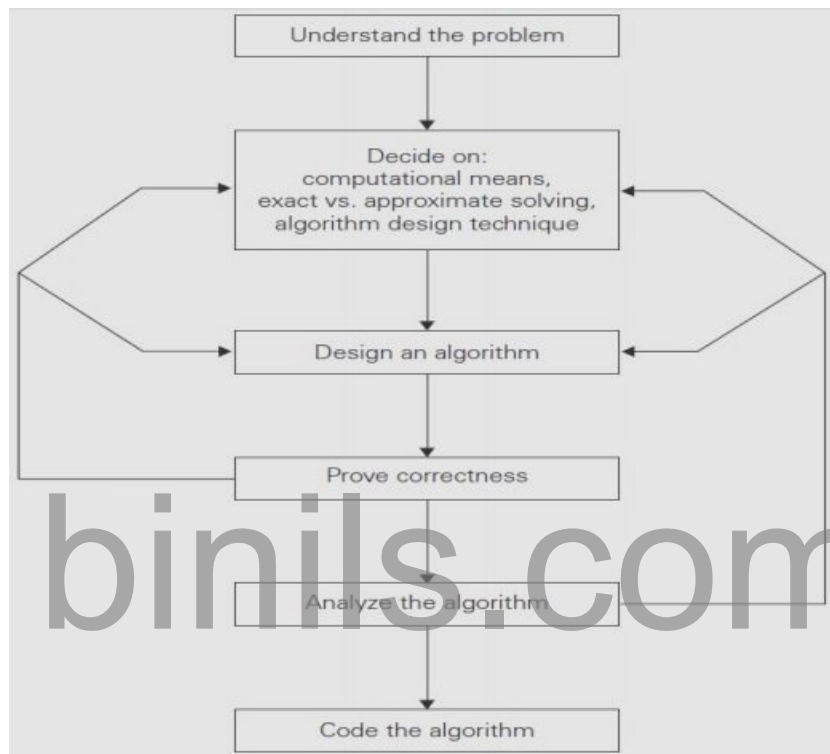 Understand the problem
Decide on:
computational means,
exact vs. approximate solving,
algorithm design technique
Design an algorithm
Prove correctness
binils.com
Analyze the algorithm
Code the algorithm